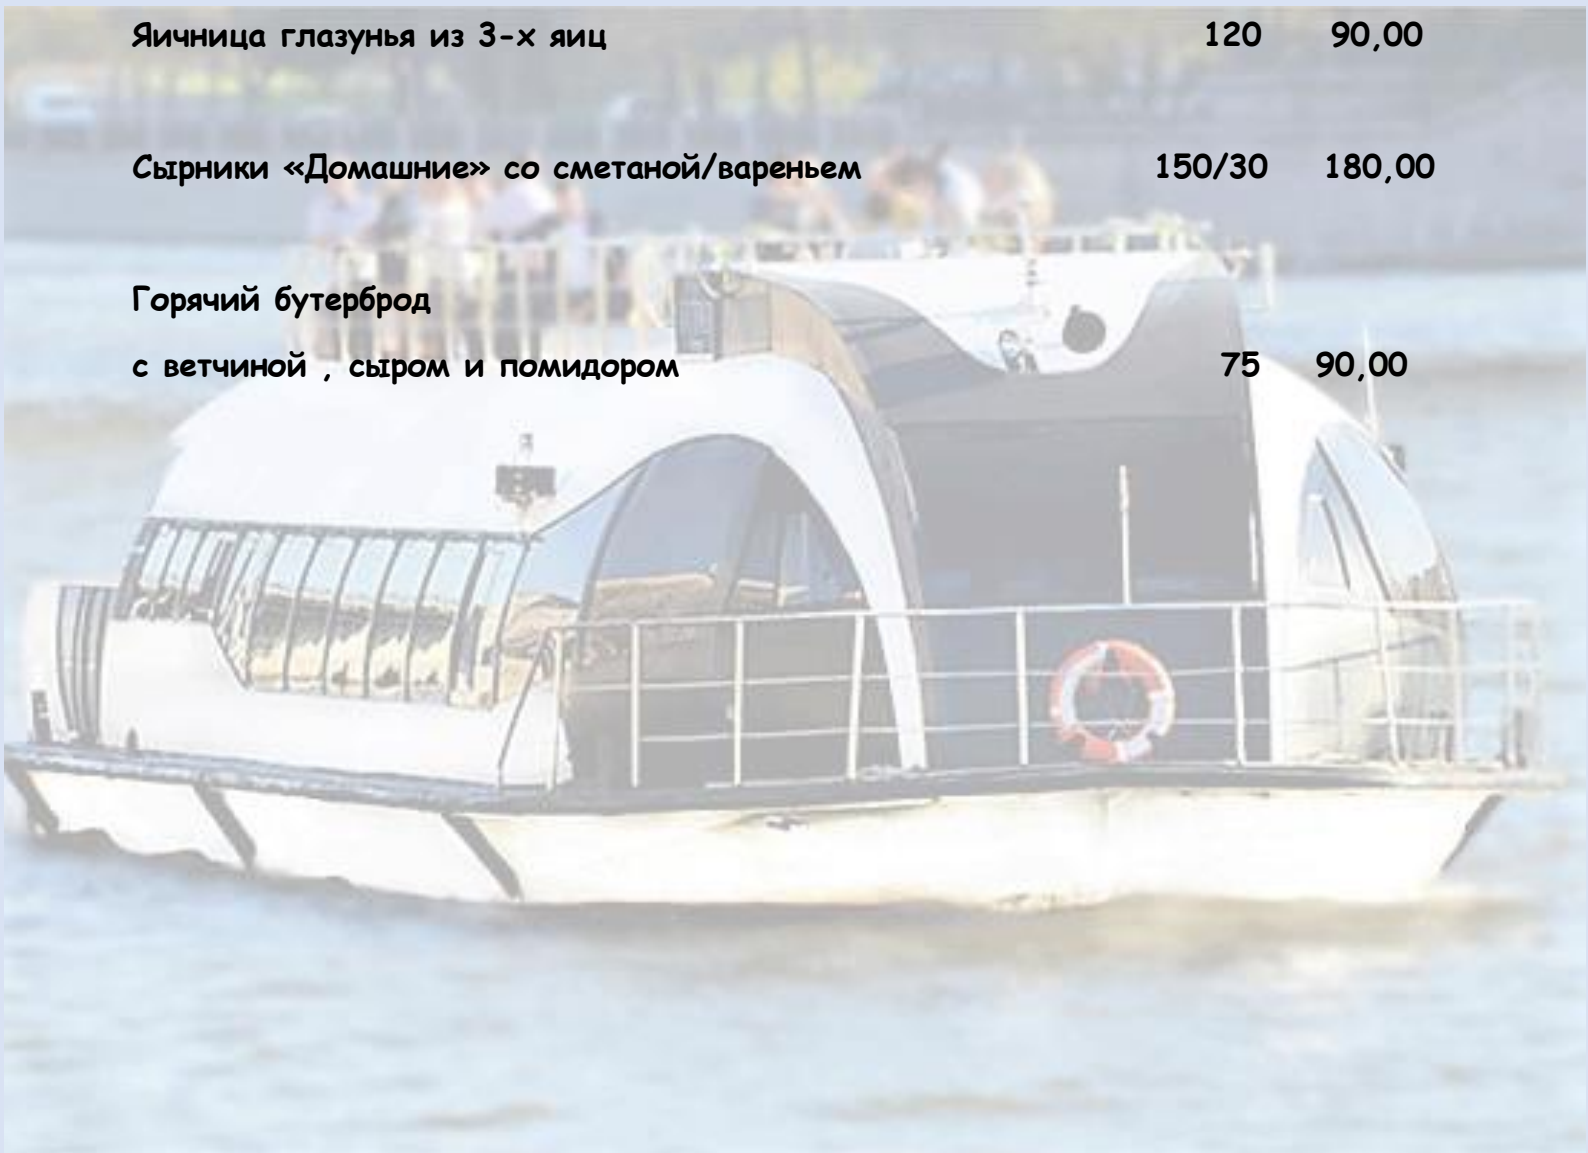 Яичница глазунья из 3-х яиц 120 90,00
Сырники «Домашние» со сметаной/вареньем 150/30 180,00
Горячий бутерброд
с ветчиной , сыром и помидором 75 90,00